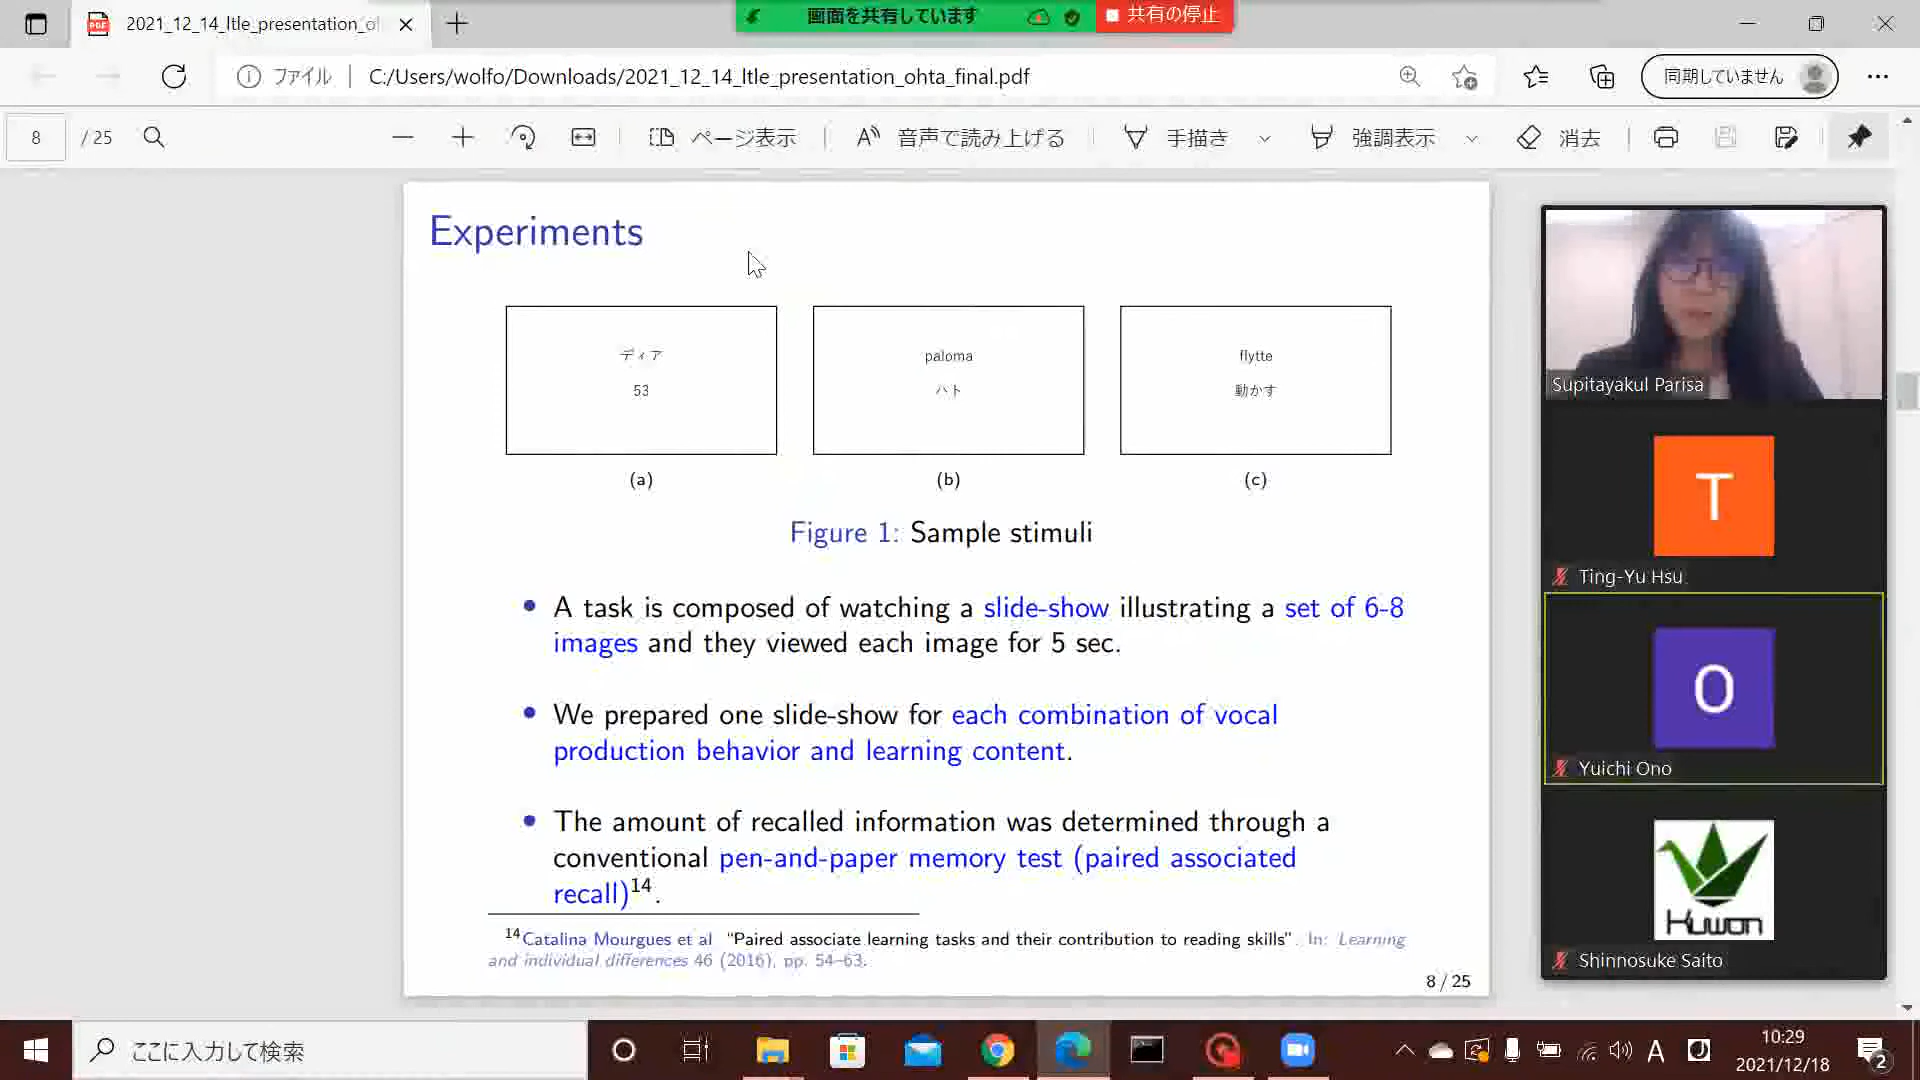 2021_12_14_ltle_presentation_o
画面を共有しています
共有の停止
ファイル
C:/Users/wolfo/Downloads/2021_12_14_ltle_presentation_ohta_final.pdf
同期していません
8 / 25
ページ表示
音声で読み上げる
手描き
強調表示
消去
Experiments
ディア
53
(a)
paloma
ハト
(b)
flytte
動かす
(c)
Figure 1: Sample stimuli
A task is composed of watching a slide-show illustrating a set of 6-8
images and they viewed each image for 5 sec.
We prepared one slide-show for each combination of vocal
production behavior and learning content.
The amount of recalled information was determined through a
conventional pen-and-paper memory test (paired associated
recall)14.
14Catalina Mourgues et al “Paired associate learning tasks and their contribution to reading skills”. In: Learning
and individual differences 46 (2016), pp. 54–63.
8 / 25
Supitayakul Parisa
T
Ting-Yu Hsu
O
Yuichi Ono
Kuwon
Shinnosuke Saito
ここに入力して検索
A
10:29
2021/12/18
2